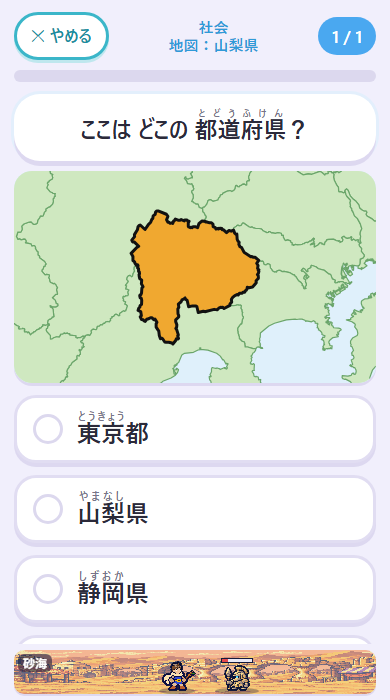 × やめる
社会
地図：山梨県
1 / 1
ここは どこの 都道府県？
とどうふけん
とうきょう
東京都
やまなし
山梨県
しずおか
静岡県
砂海